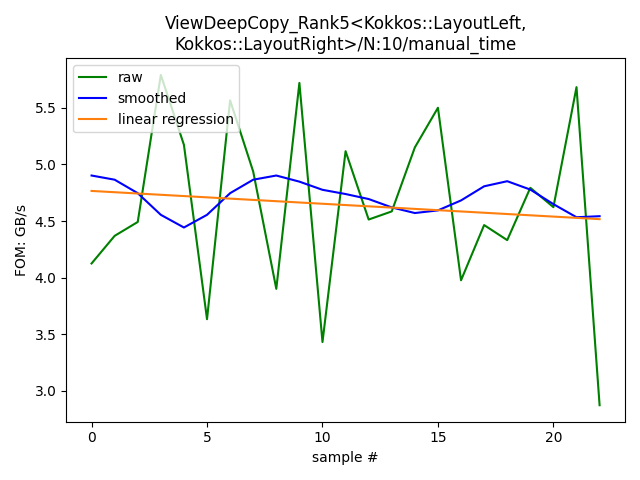 ViewDeepCopy_Rank5<Kokkos::LayoutLeft,
Kokkos::LayoutRight>/N:10/manual_time
raw
smoothed
linear regression
FOM: GB/s
5.5
5.0
4.5
4.0
3.5
3.0
0 5 10 15 20
sample #